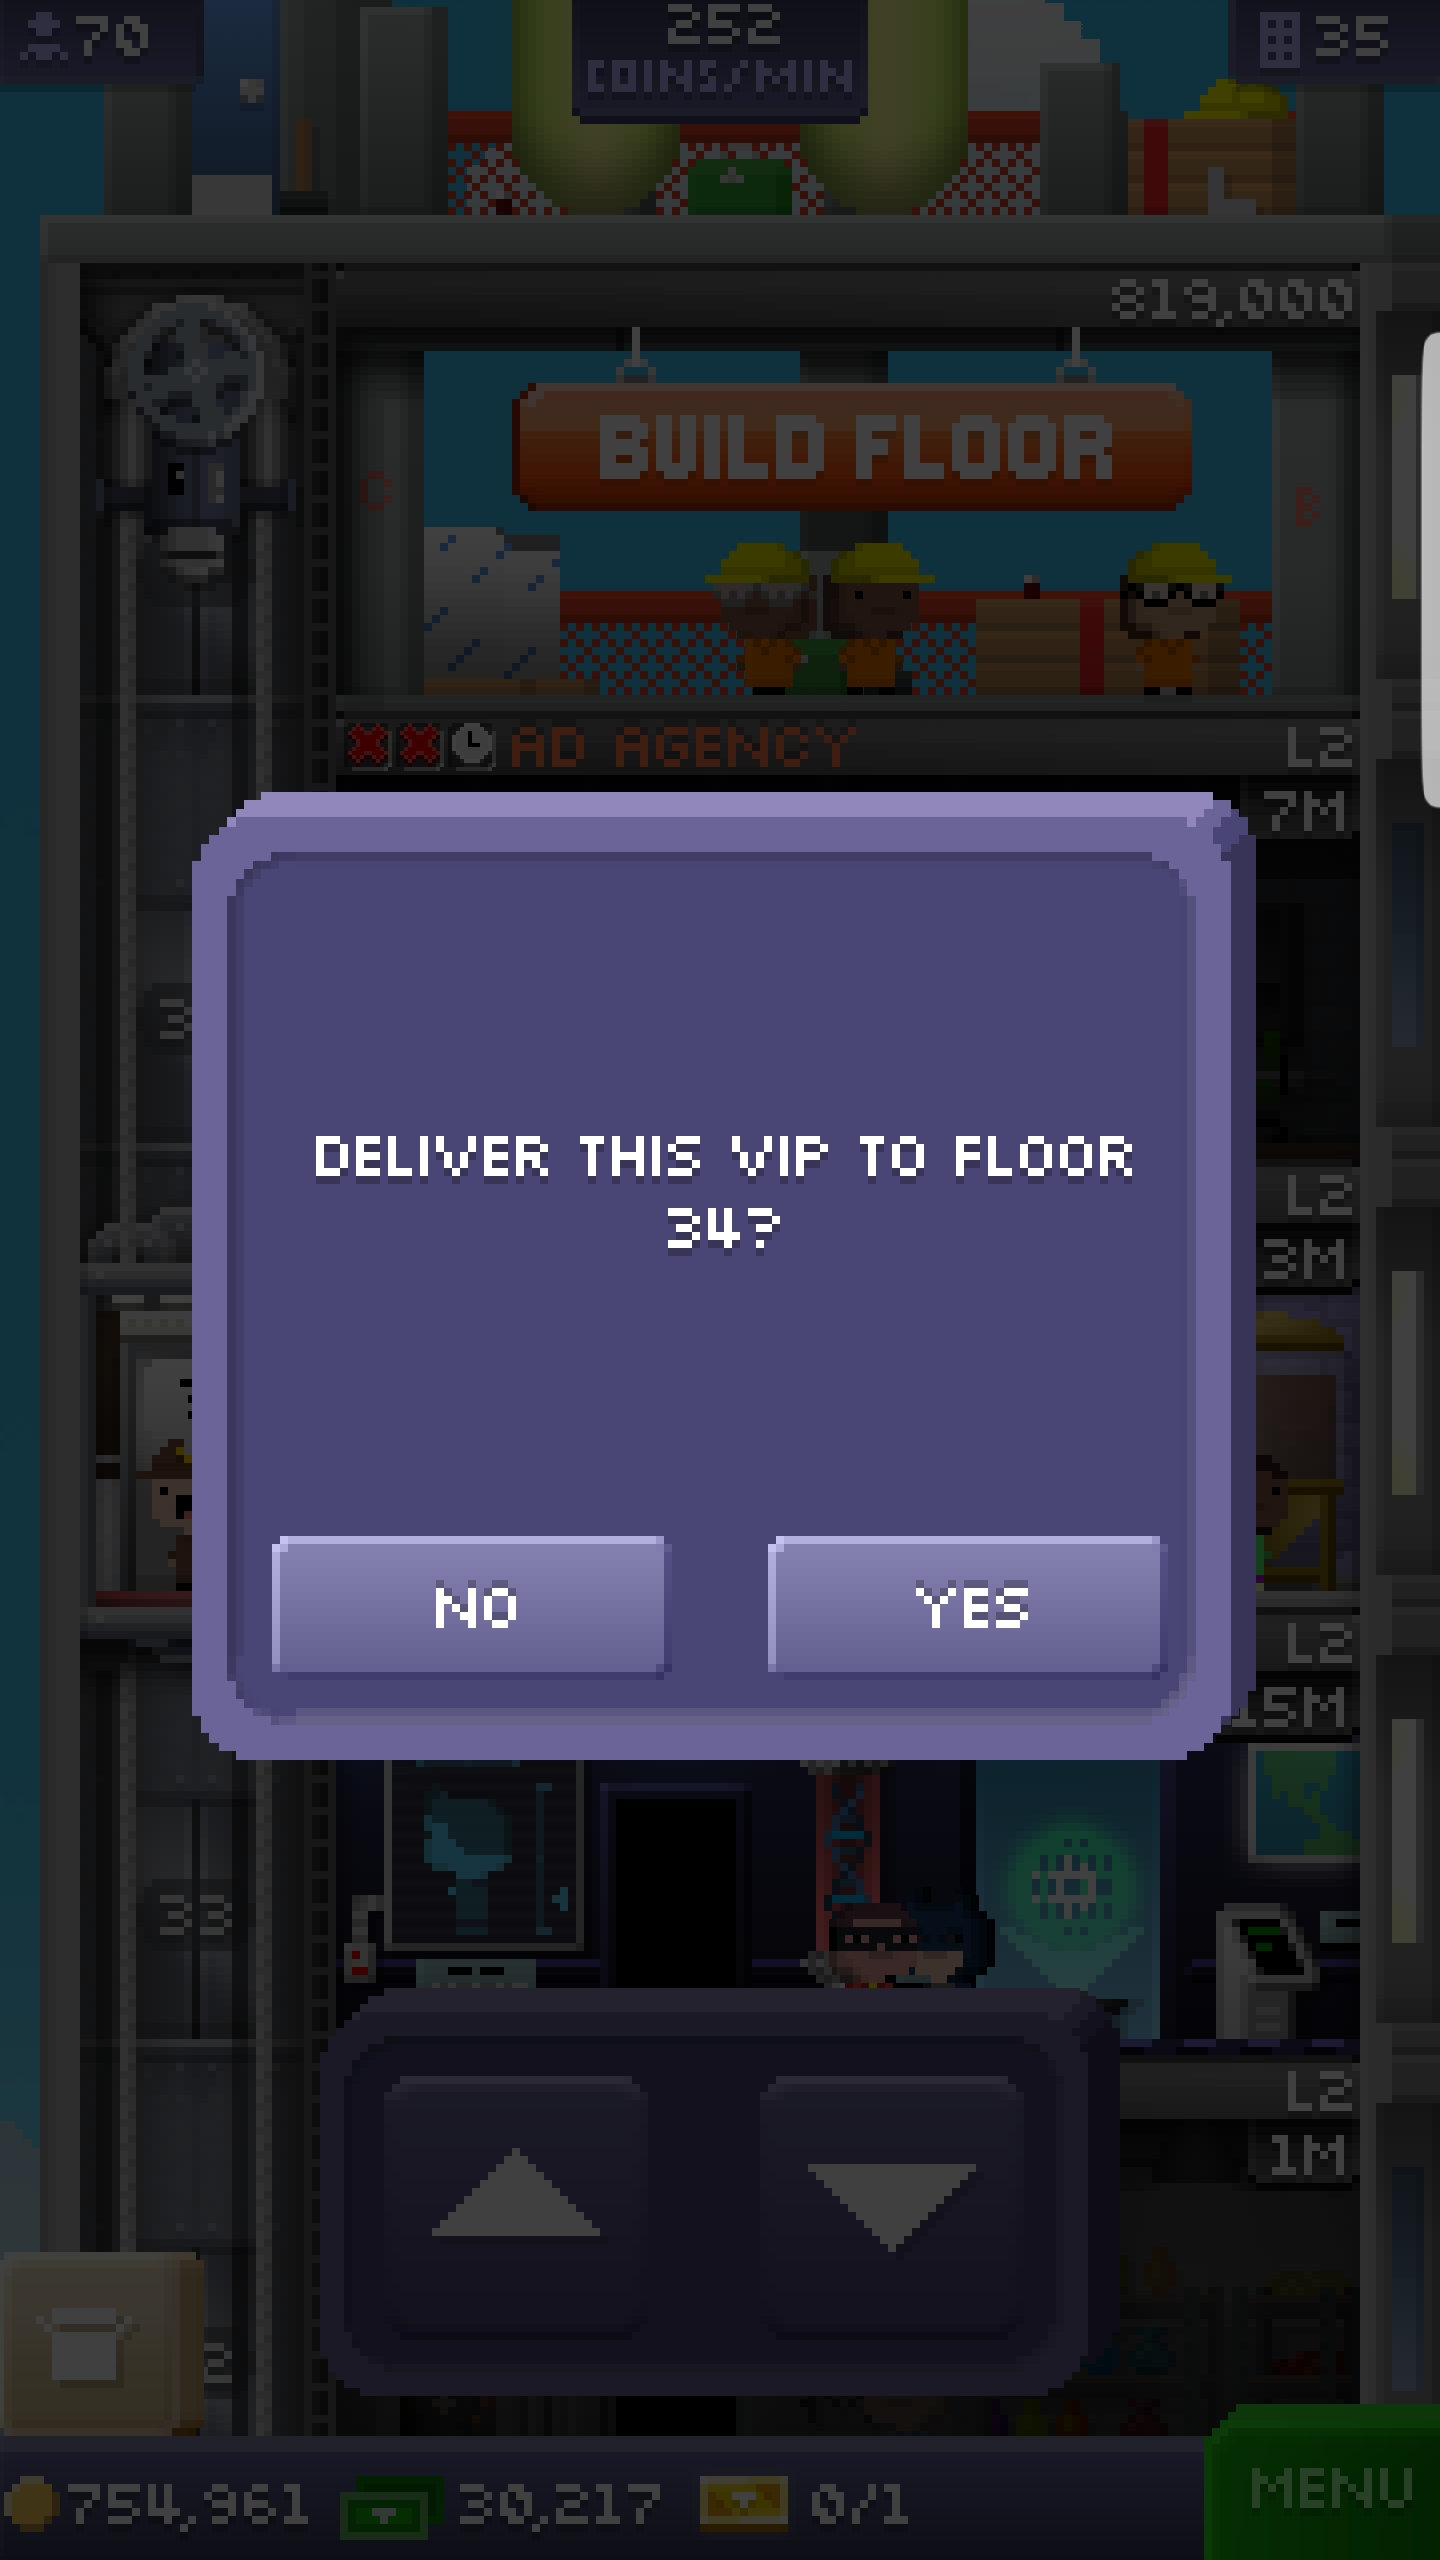 70
252
COINS/MIN
35
819,000
BUILD FLOOR
C
B
AD AGENCY
L2
7M
DELIVER THIS VIP TO FLOOR
34?
L2
3M
NO
YES
L2
15M
33
L2
1M
754,961
30,217
0/1
MENU